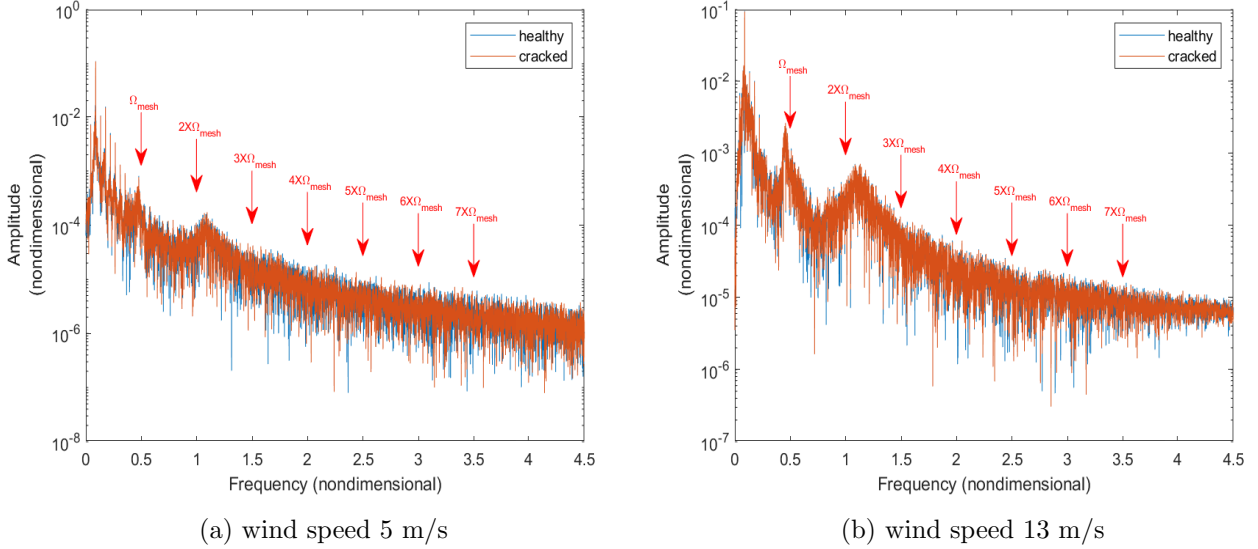 10^0
10^-2
10^-4
10^-6
10^-8
Amplitude
(nondimensional)
healthy
cracked
Ω_mesh
2XΩ_mesh
3XΩ_mesh
4XΩ_mesh
5XΩ_mesh
6XΩ_mesh
7XΩ_mesh
0 0.5 1 1.5 2 2.5 3 3.5 4 4.5
Frequency (nondimensional)
(a) wind speed 5 m/s
10^-1
10^-2
10^-3
10^-4
10^-5
10^-6
10^-7
Amplitude
(nondimensional)
healthy
cracked
Ω_mesh
2XΩ_mesh
3XΩ_mesh
4XΩ_mesh
5XΩ_mesh
6XΩ_mesh
7XΩ_mesh
0 0.5 1 1.5 2 2.5 3 3.5 4 4.5
Frequency (nondimensional)
(b) wind speed 13 m/s